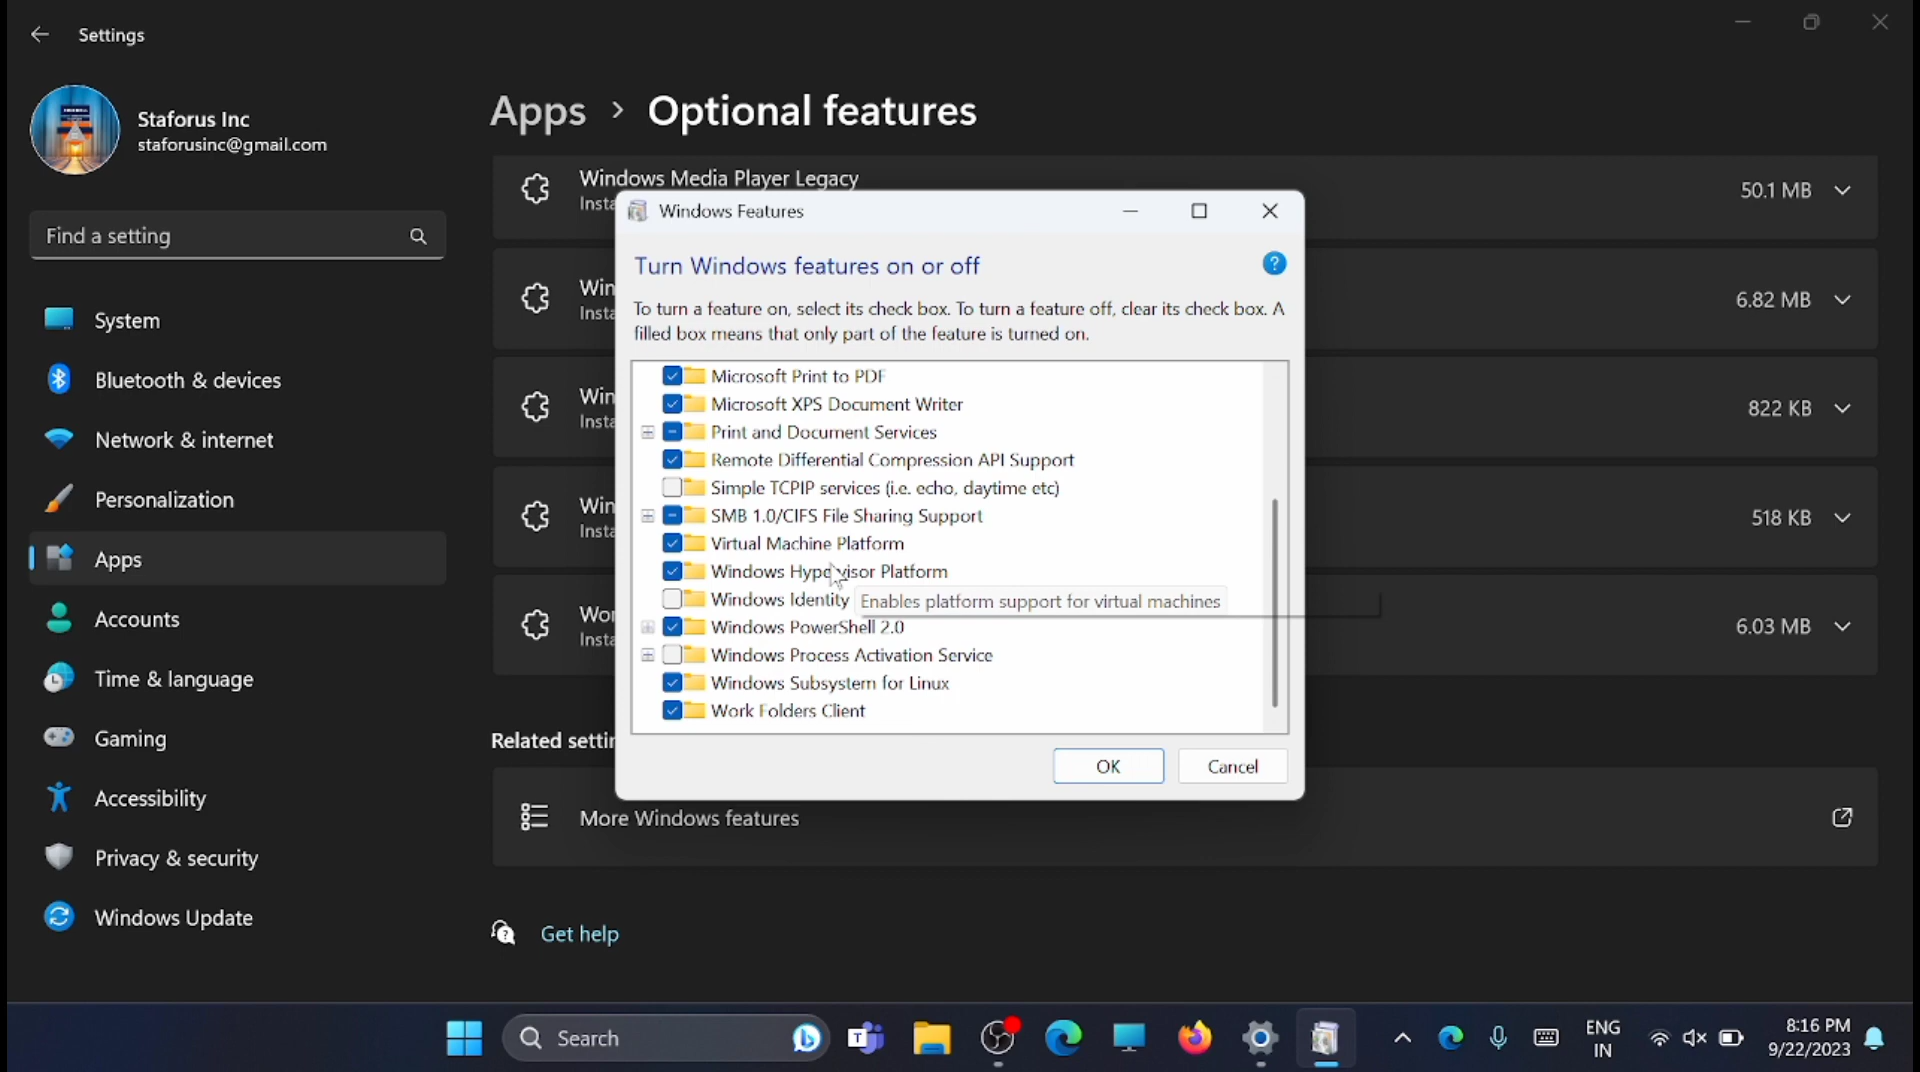 Settings
Staforus Inc
staforusinc@gmail.com
Find a setting
System
Bluetooth & devices
Network & internet
Personalization
Apps
Accounts
Time & language
Gaming
Accessibility
Privacy & security
Windows Update
Apps > Optional features
Windows Media Player Legacy
Insta
50.1 MB
Win
Insta
6.82 MB
Win
Insta
822 KB
Win
Insta
518 KB
Wor
Insta
6.03 MB
Related settin
More Windows features
Get help
Windows Features
Turn Windows features on or off
To turn a feature on, select its check box. To turn a feature off, clear its check box. A
filled box means that only part of the feature is turned on.
Microsoft Print to PDF
Microsoft XPS Document Writer
Print and Document Services
Remote Differential Compression API Support
Simple TCPIP services (i.e. echo, daytime etc)
SMB 1.0/CIFS File Sharing Support
Virtual Machine Platform
Windows Hypervisor Platform
Windows Identity
Enables platform support for virtual machines
Windows PowerShell 2.0
Windows Process Activation Service
Windows Subsystem for Linux
Work Folders Client
OK
Cancel
Search
ENG
IN
8:16 PM
9/22/2023